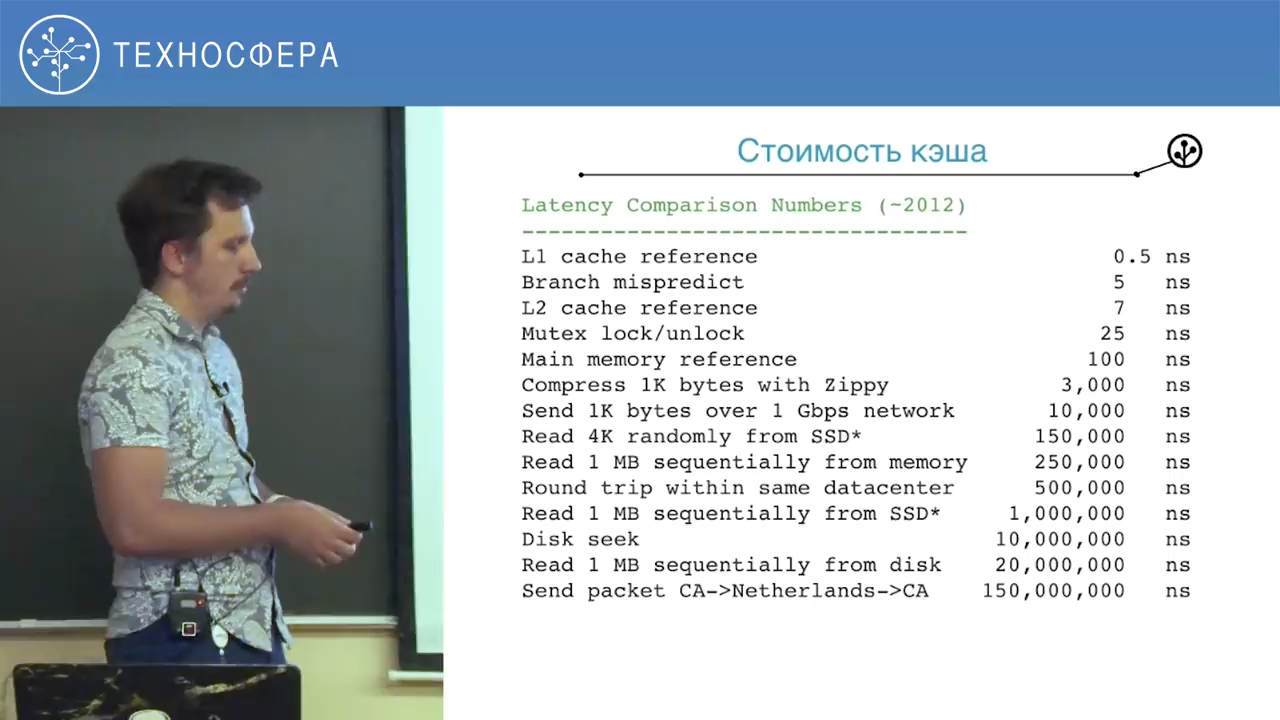 ТЕХНОСФЕРА
Стоимость кэша
Latency Comparison Numbers (~2012)
----------------------------------
L1 cache reference 0.5 ns
Branch mispredict 5 ns
L2 cache reference 7 ns
Mutex lock/unlock 25 ns
Main memory reference 100 ns
Compress 1K bytes with Zippy 3,000 ns
Send 1K bytes over 1 Gbps network 10,000 ns
Read 4K randomly from SSD* 150,000 ns
Read 1 MB sequentially from memory 250,000 ns
Round trip within same datacenter 500,000 ns
Read 1 MB sequentially from SSD* 1,000,000 ns
Disk seek 10,000,000 ns
Read 1 MB sequentially from disk 20,000,000 ns
Send packet CA->Netherlands->CA 150,000,000 ns